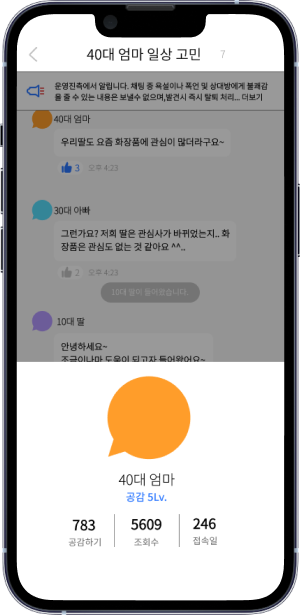 40대 엄마 일상 고민 7
운영진측에서 알립니다. 채팅 중 욕설이나 폭언 및 상대방에게 불쾌감
을 줄 수 있는 내용은 보낼수 없으며,발견시 즉시 탈퇴 처리... 더보기
40대 엄마
우리딸도 요즘 화장품에 관심이 많더라구요~
3 오후 4:23
30대 아빠
그런가요? 저희 딸은 관심사가 바뀌었는지.. 화
장품은 관심도 없는 것 같아요 ^^..
2 오후 4:23
10대 딸이 들어왔습니다.
10대 딸
안녕하세요~
조금이나마 도움이 되고자 들어왔어요~
40대 엄마
공감 5Lv.
783 5609 246
공감하기 조회수 접속일